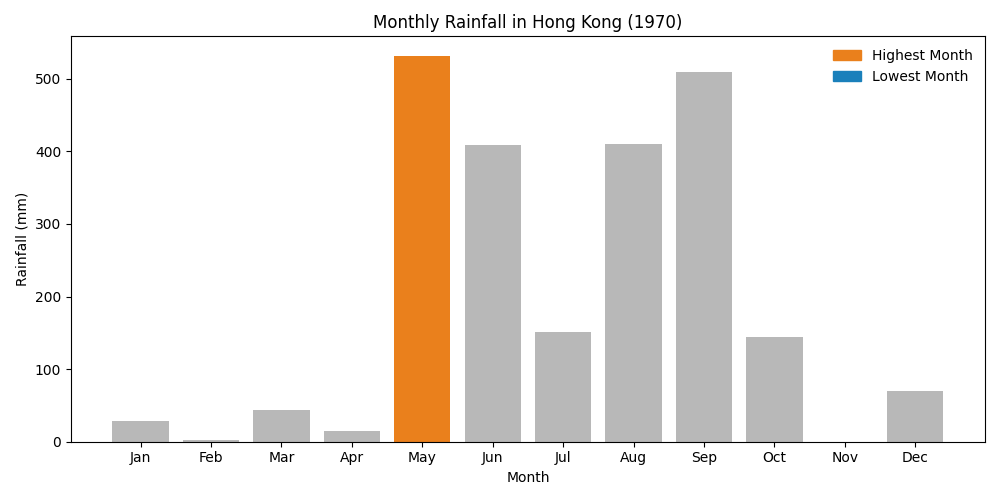 Monthly Rainfall in Hong Kong (1970)
Highest Month
Lowest Month
500
400
300
200
100
0
Rainfall (mm)
Jan Feb Mar Apr May Jun Jul Aug Sep Oct Nov Dec
Month